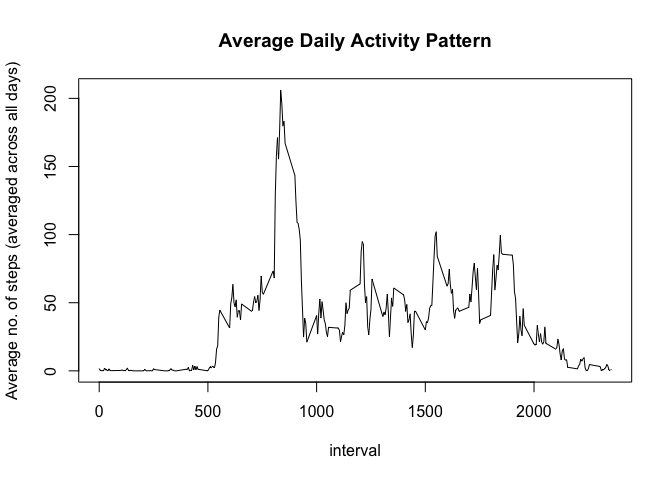 Average Daily Activity Pattern
Average no. of steps (averaged across all days)
200
150
100
50
0
0 500 1000 1500 2000
interval